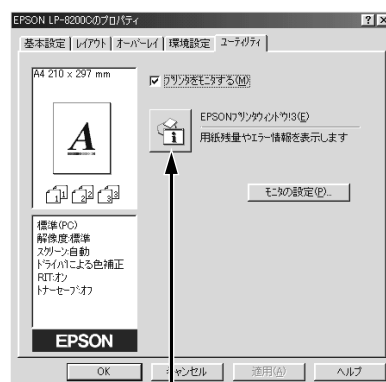 EPSON LP-8200Cのプロパティ
基本設定 レイアウト オーバーレイ 環境設定 ユーティリティ
A4 210 x 297 mm
プリンタをモニタする(M)
EPSONプリンタウィンドウ!3(E)
用紙残量やエラー情報を表示します
モニタの設定(P)...
標準(PC)
解像度:標準
スクリーン:自動
ドライバによる色補正
RIT:オン
トナーセーブ:オフ
EPSON
OK キャンセル 適用(A) ヘルプ